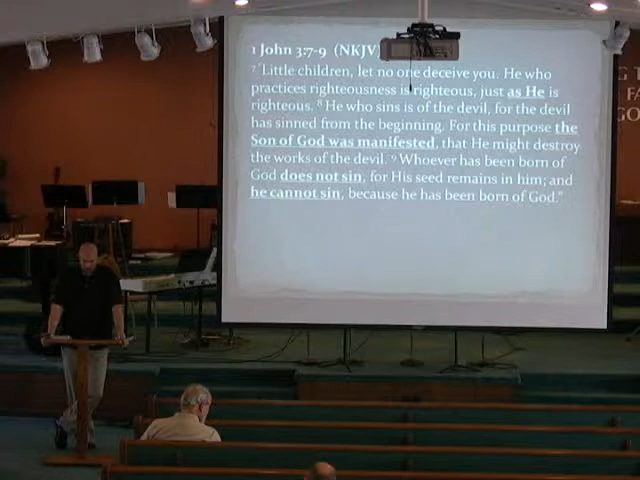 1 John 3:7-9 (NKJV)
7 "Little children, let no one deceive you. He who
practices righteousness is righteous, just as He is
righteous. 8 He who sins is of the devil, for the devil
has sinned from the beginning. For this purpose the
Son of God was manifested, that He might destroy
the works of the devil. 9 Whoever has been born of
God does not sin, for His seed remains in him; and
he cannot sin, because he has been born of God."